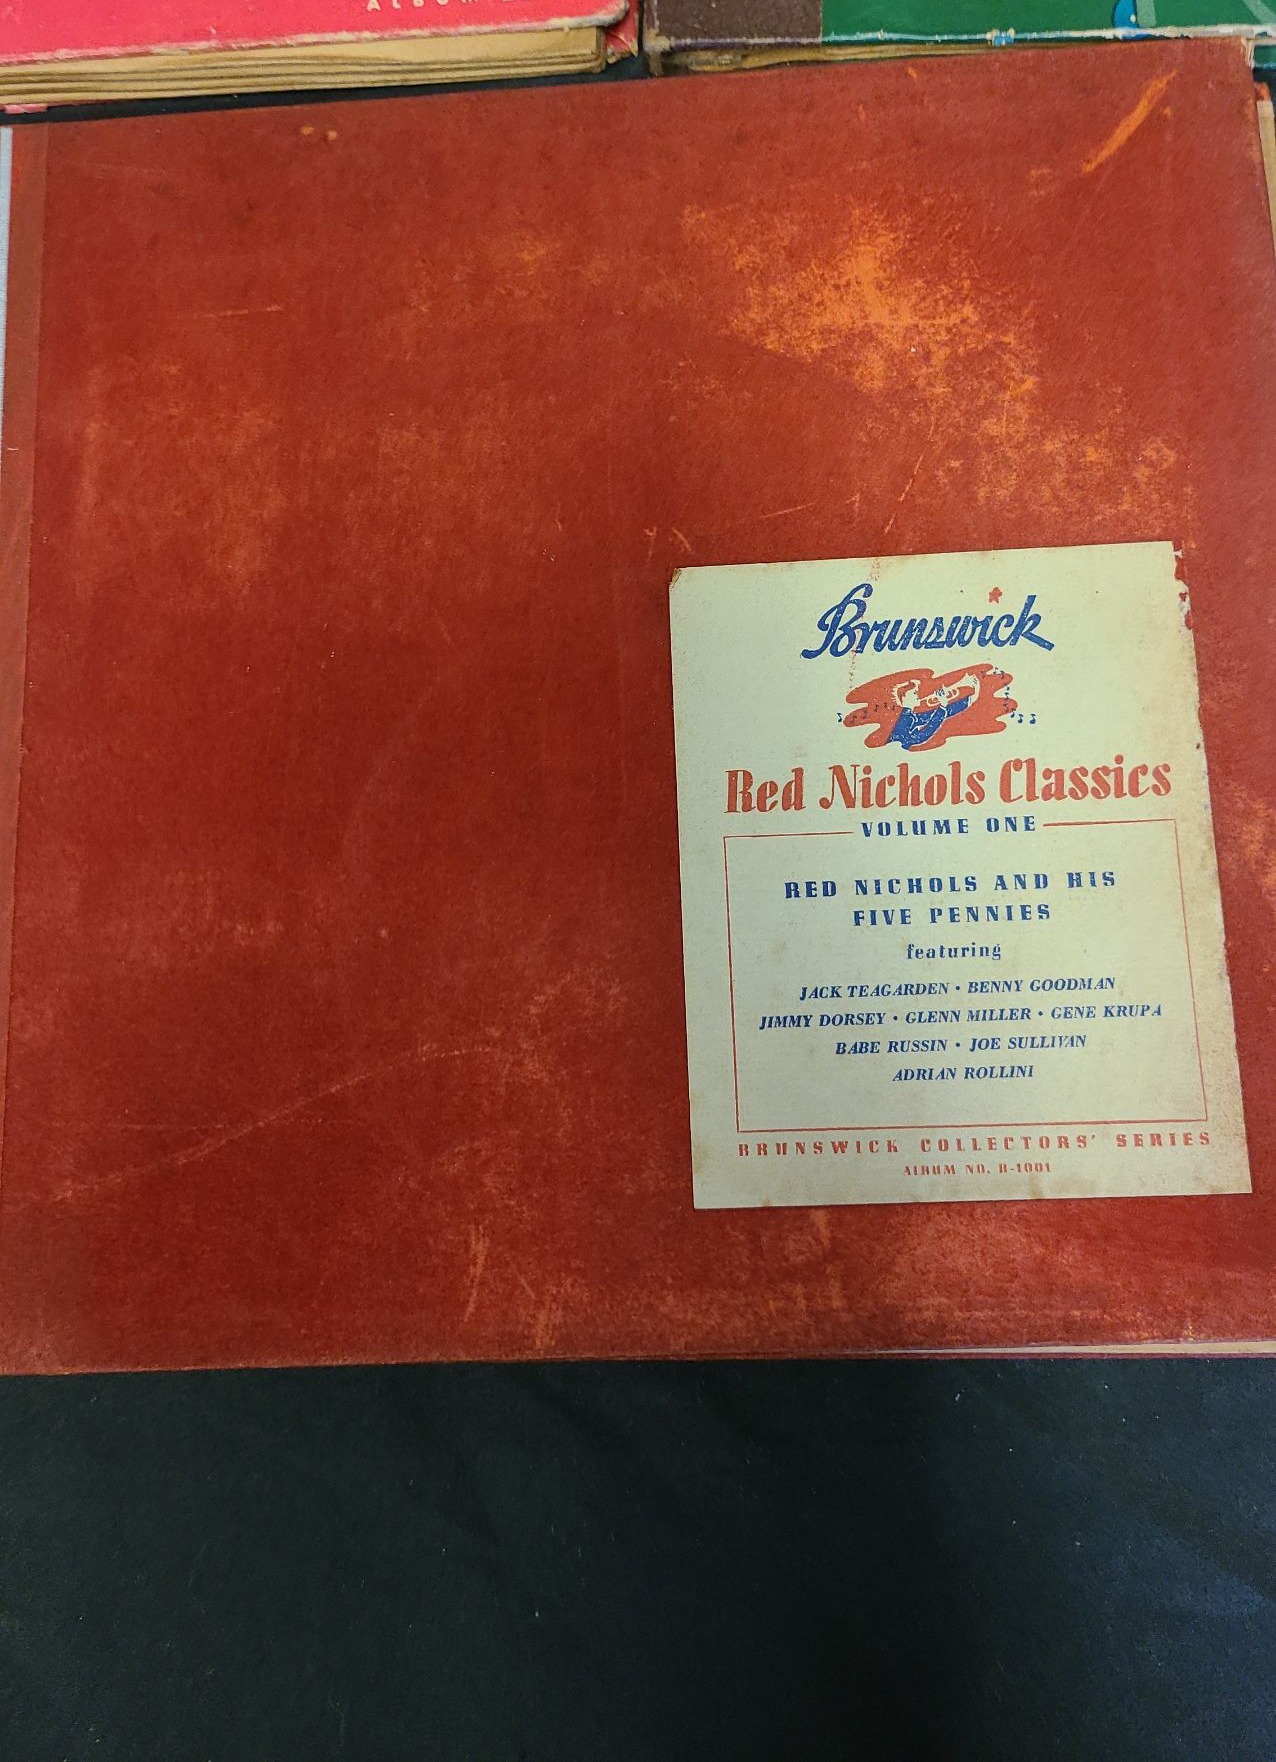 ALBUM
Brunswick
Red Nichols Classics
VOLUME ONE
RED NICHOLS AND HIS
FIVE PENNIES
featuring
JACK TEAGARDEN • BENNY GOODMAN
JIMMY DORSEY • GLENN MILLER • GENE KRUPA
BABE RUSSIN • JOE SULLIVAN
ADRIAN ROLLINI
BRUNSWICK COLLECTORS' SERIES
ALBUM NO. B-1001